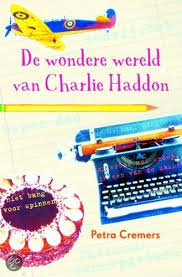 De wondere wereld
van Charlie Haddon
niet bang
voor spinnen
Petra Cremers